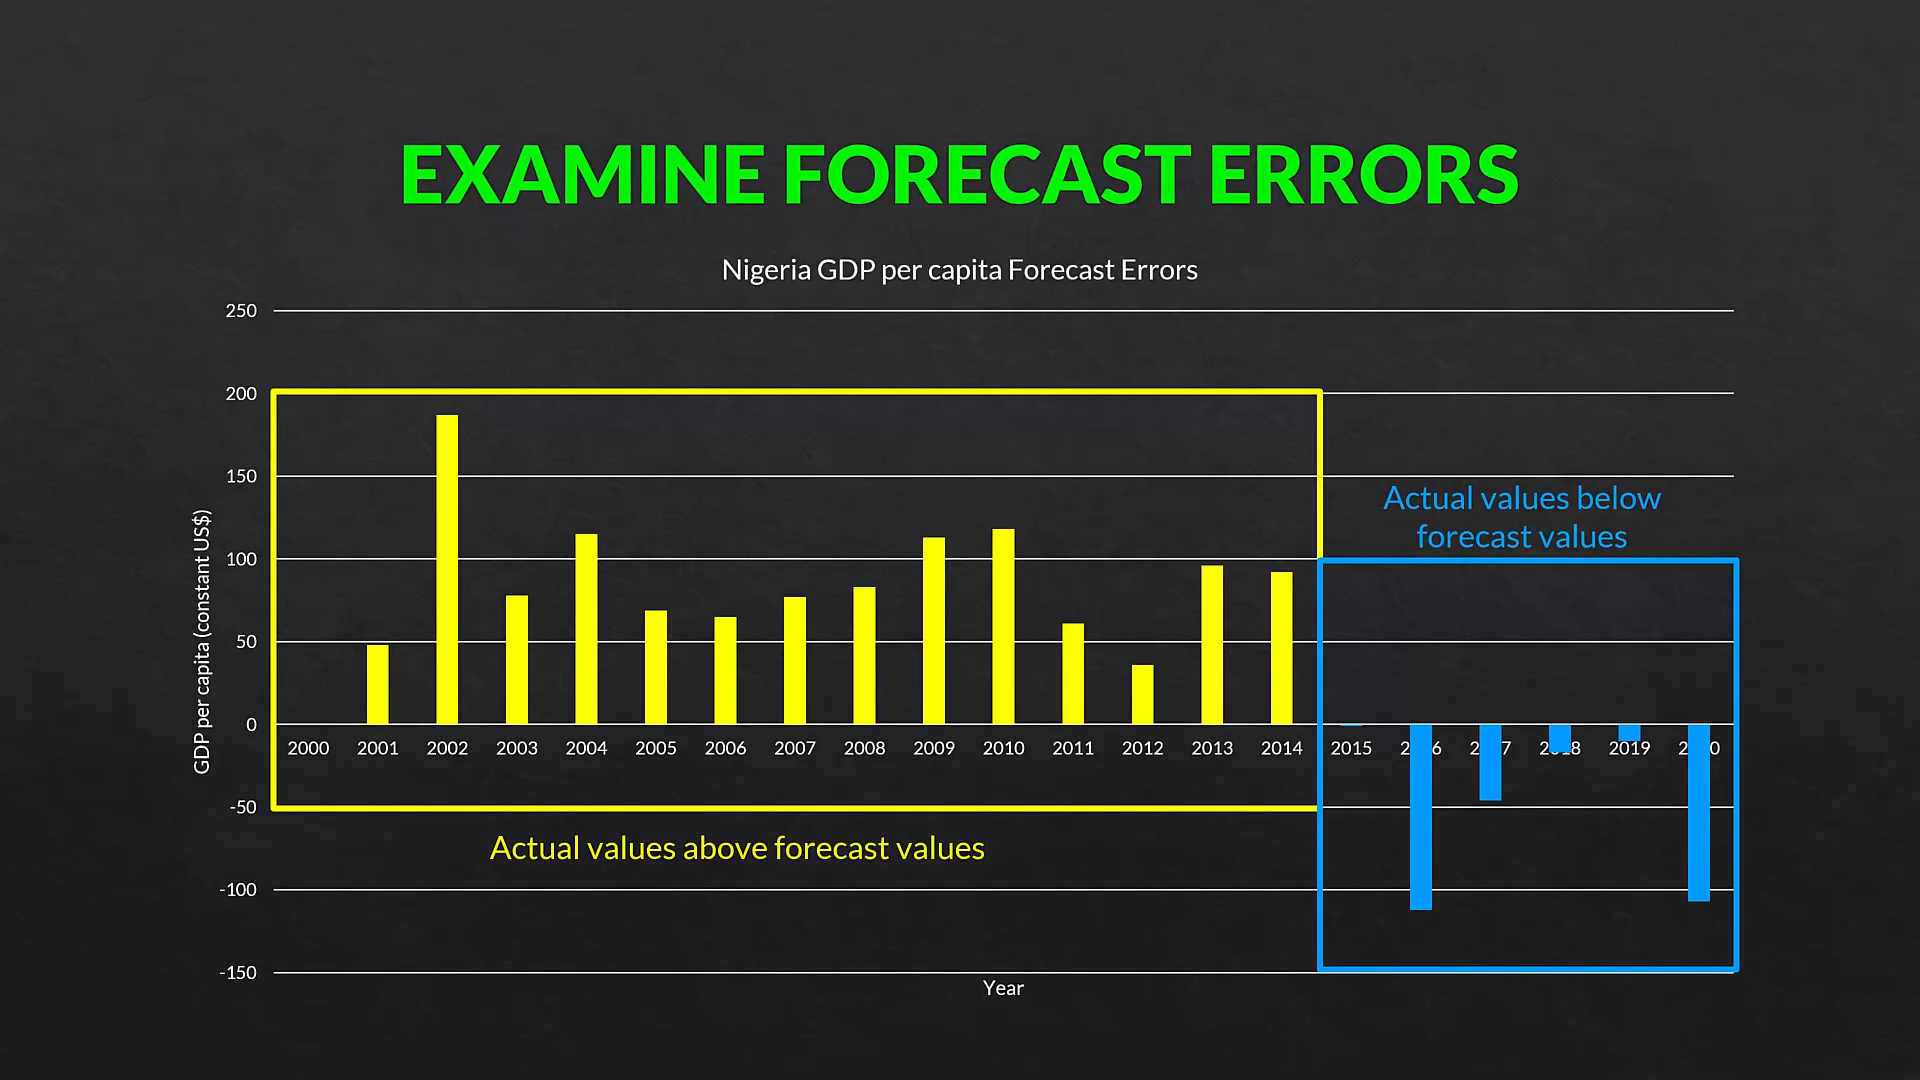 EXAMINE FORECAST ERRORS
Nigeria GDP per capita Forecast Errors
250
200
150
100
50
0
-50
-100
-150
GDP per capita (constant US$)
Actual values below
forecast values
2000 2001 2002 2003 2004 2005 2006 2007 2008 2009 2010 2011 2012 2013 2014 2015 2019
Actual values above forecast values
Year